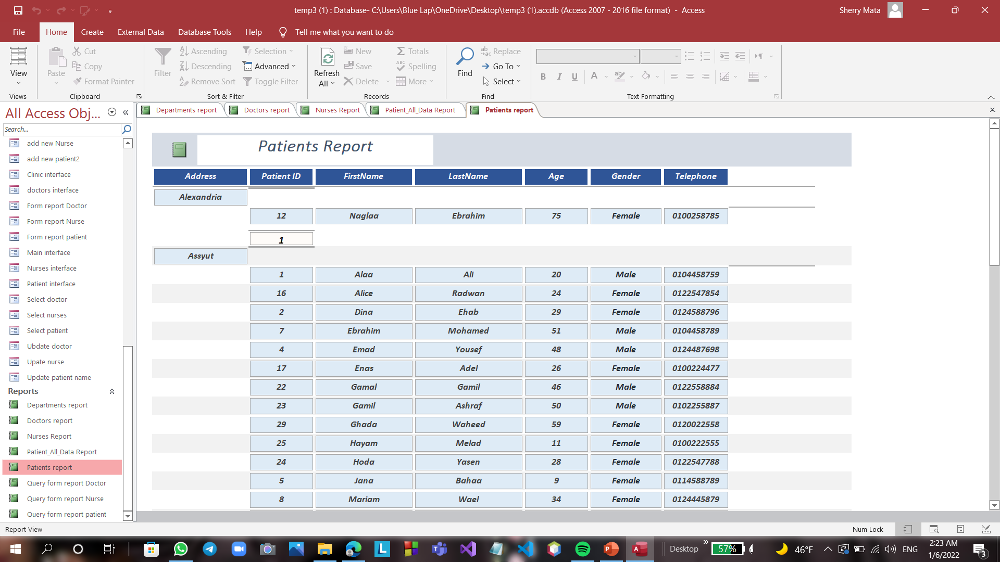 temp3 (1) : Database- C:\Users\Blue Lap\OneDrive\Desktop\temp3 (1).accdb (Access 2007 - 2016 file format) - Access
Sherry Mata
File Home Create External Data Database Tools Help Tell me what you want to do
View
Views
Paste
Cut
Copy
Format Painter
Clipboard
Filter
Ascending
Descending
Remove Sort
Selection
Advanced
Toggle Filter
Sort & Filter
Refresh
All
New
Save
Delete
Totals
Spelling
More
Records
Find
Replace
Go To
Select
Find
B I U A
Text Formatting
All Access Obj...
Search...
add new Nurse
add new patient2
Clinic interface
doctors interface
Form report Doctor
Form report Nurse
Form report patient
Main interface
Nurses interface
Patient interface
Select doctor
Select nurses
Select patient
Ubdate doctor
Upate nurse
Update patient name
Reports
Departments report
Doctors report
Nurses Report
Patient_All_Data Report
Patients report
Query form report Doctor
Query form report Nurse
Query form report patient
Departments report Doctors report Nurses Report Patient_All_Data Report Patients report
Patients Report
Address Patient ID FirstName LastName Age Gender Telephone
Alexandria
12 Naglaa Ebrahim 75 Female 0100258785
1
Assyut
1 Alaa Ali 20 Male 0104458759
16 Alice Radwan 24 Female 0122547854
2 Dina Ehab 29 Female 0124588796
7 Ebrahim Mohamed 51 Male 0104458789
4 Emad Yousef 48 Male 0124487698
17 Enas Adel 26 Female 0100224477
22 Gamal Gamil 46 Male 0122558884
23 Gamil Ashraf 50 Male 0102255887
29 Ghada Waheed 59 Female 0120022558
25 Hayam Melad 11 Female 0100222555
24 Hoda Yasen 28 Female 0122547788
5 Jana Bahaa 9 Female 0114588789
8 Mariam Wael 34 Female 0124445879
Report View
Num Lock
Desktop
57%
46°F
ENG
2:23 AM
1/6/2022
3